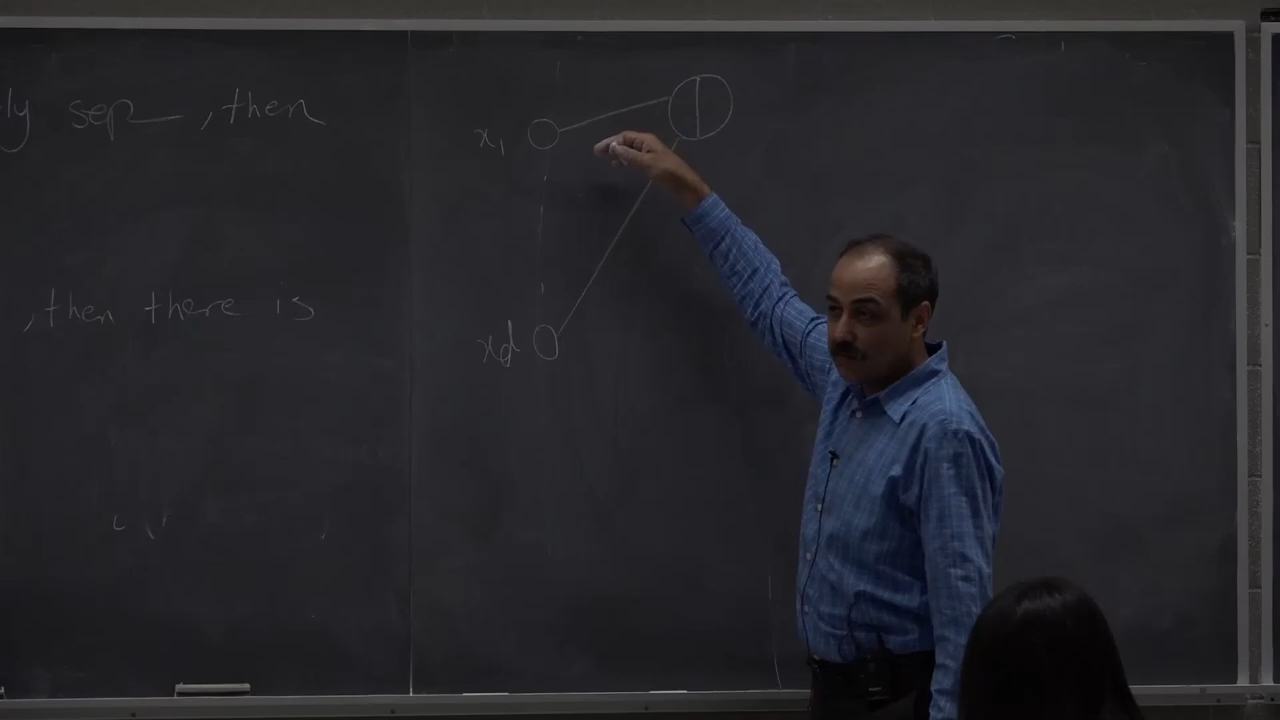 ly sep , then
, then there is
x1
xd